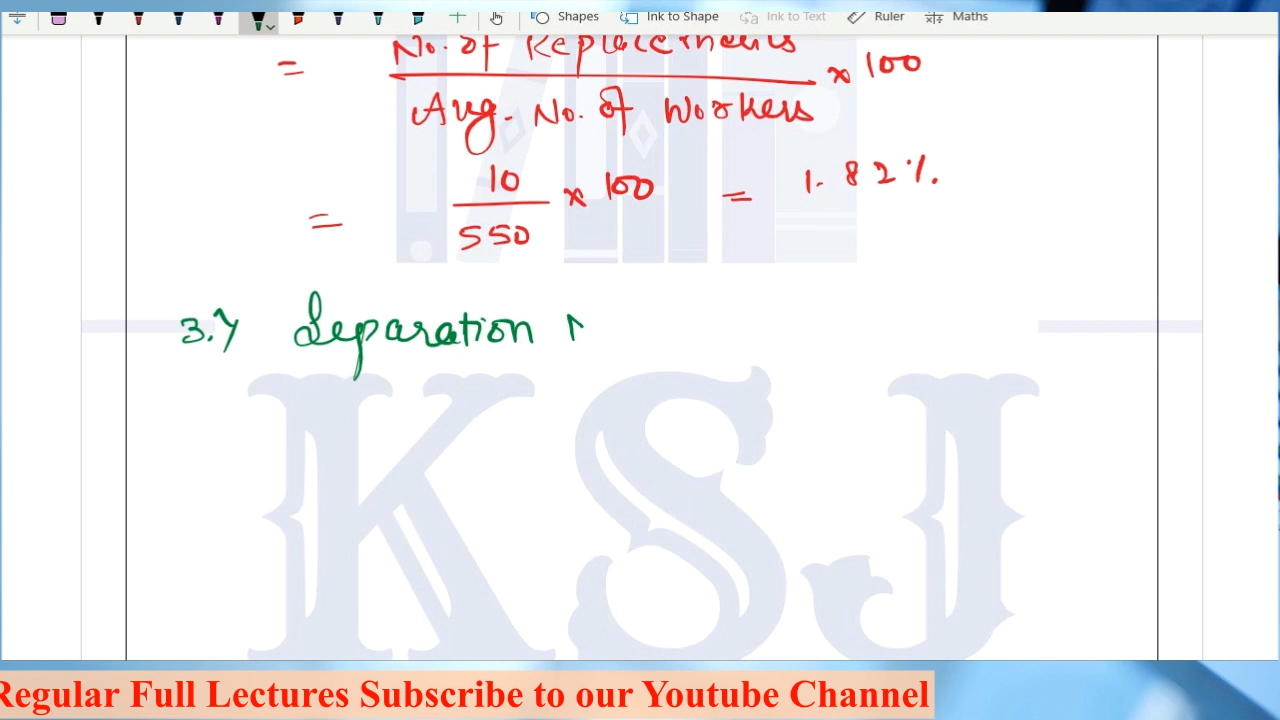 Shapes Ink to Shape Ink to Text Ruler Maths
No. of Replacements
= × 100
Avg. No. of Workers
= 10 / 550 × 100 = 1.82%
3.) Separation
KSJ
Regular Full Lectures Subscribe to our Youtube Channel